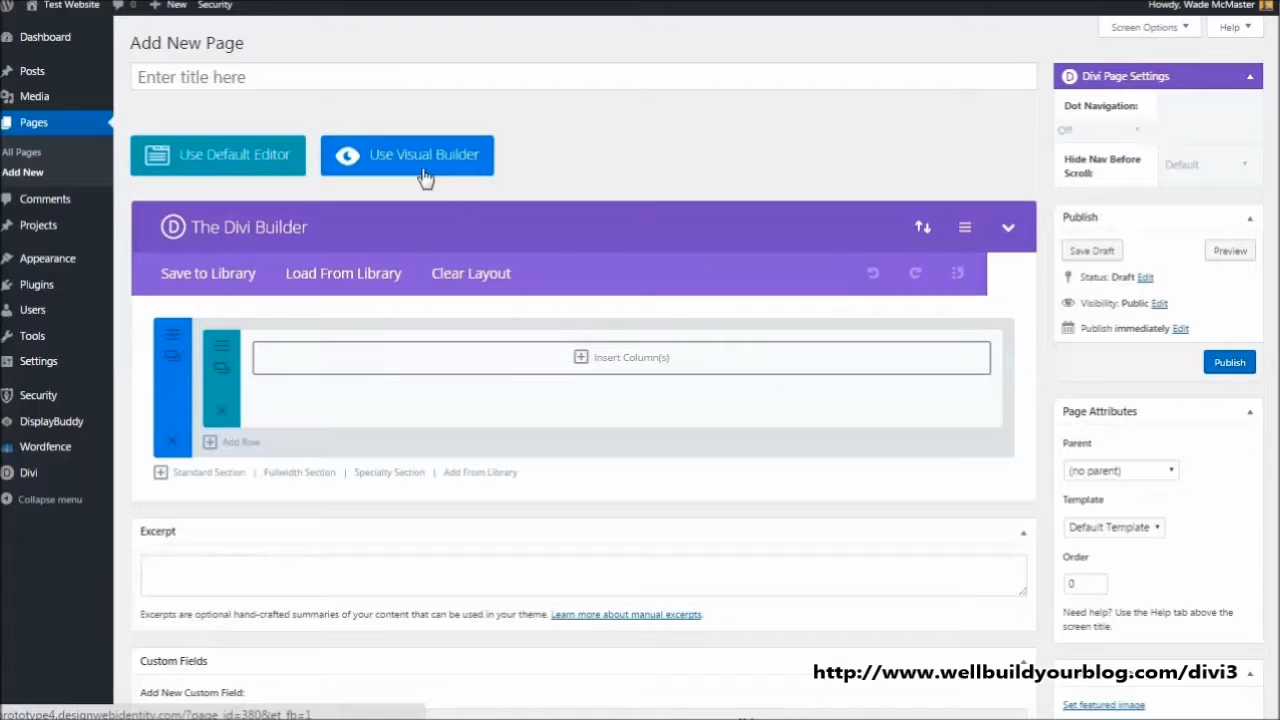 Test Website 0 New Security Howdy, Wade McMaster
Screen Options Help
Dashboard
Posts
Media
Pages
All Pages
Add New
Comments
Projects
Appearance
Plugins
Users
Tools
Settings
Security
DisplayBuddy
Wordfence
Divi
Collapse menu
Add New Page
Enter title here
Use Default Editor Use Visual Builder
The Divi Builder
Save to Library Load From Library Clear Layout
Insert Column(s)
Add Row
Standard Section | Fullwidth Section | Specialty Section | Add From Library
Excerpt
Excerpts are optional hand-crafted summaries of your content that can be used in your theme. Learn more about manual excerpts.
Custom Fields
Add New Custom Field:
Divi Page Settings
Dot Navigation:
Off
Hide Nav Before
Scroll:
Default
Publish
Save Draft Preview
Status: Draft Edit
Visibility: Public Edit
Publish immediately Edit
Publish
Page Attributes
Parent
(no parent)
Template
Default Template
Order
0
Need help? Use the Help tab above the
screen title.
http://www.wellbuildyourblog.com/divi3
Set featured image
rototype4.designwebidentity.com/?page_id=380&et_fb=1